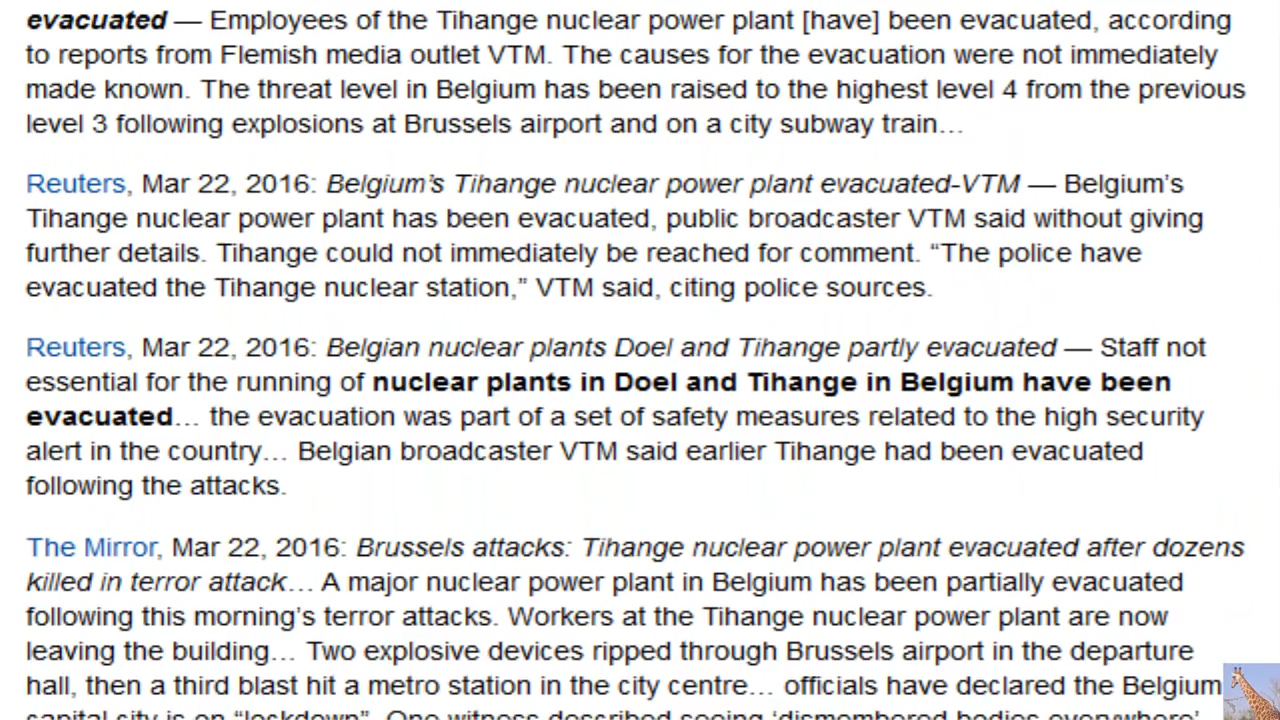 evacuated — Employees of the Tihange nuclear power plant [have] been evacuated, according
to reports from Flemish media outlet VTM. The causes for the evacuation were not immediately
made known. The threat level in Belgium has been raised to the highest level 4 from the previous
level 3 following explosions at Brussels airport and on a city subway train…
Reuters, Mar 22, 2016: Belgium’s Tihange nuclear power plant evacuated-VTM — Belgium’s
Tihange nuclear power plant has been evacuated, public broadcaster VTM said without giving
further details. Tihange could not immediately be reached for comment. “The police have
evacuated the Tihange nuclear station,” VTM said, citing police sources.
Reuters, Mar 22, 2016: Belgian nuclear plants Doel and Tihange partly evacuated — Staff not
essential for the running of nuclear plants in Doel and Tihange in Belgium have been
evacuated… the evacuation was part of a set of safety measures related to the high security
alert in the country… Belgian broadcaster VTM said earlier Tihange had been evacuated
following the attacks.
The Mirror, Mar 22, 2016: Brussels attacks: Tihange nuclear power plant evacuated after dozens
killed in terror attack… A major nuclear power plant in Belgium has been partially evacuated
following this morning’s terror attacks. Workers at the Tihange nuclear power plant are now
leaving the building… Two explosive devices ripped through Brussels airport in the departure
hall, then a third blast hit a metro station in the city centre… officials have declared the Belgium
capital city is on “lockdown”. One witness described seeing ‘dismembered bodies everywhere’